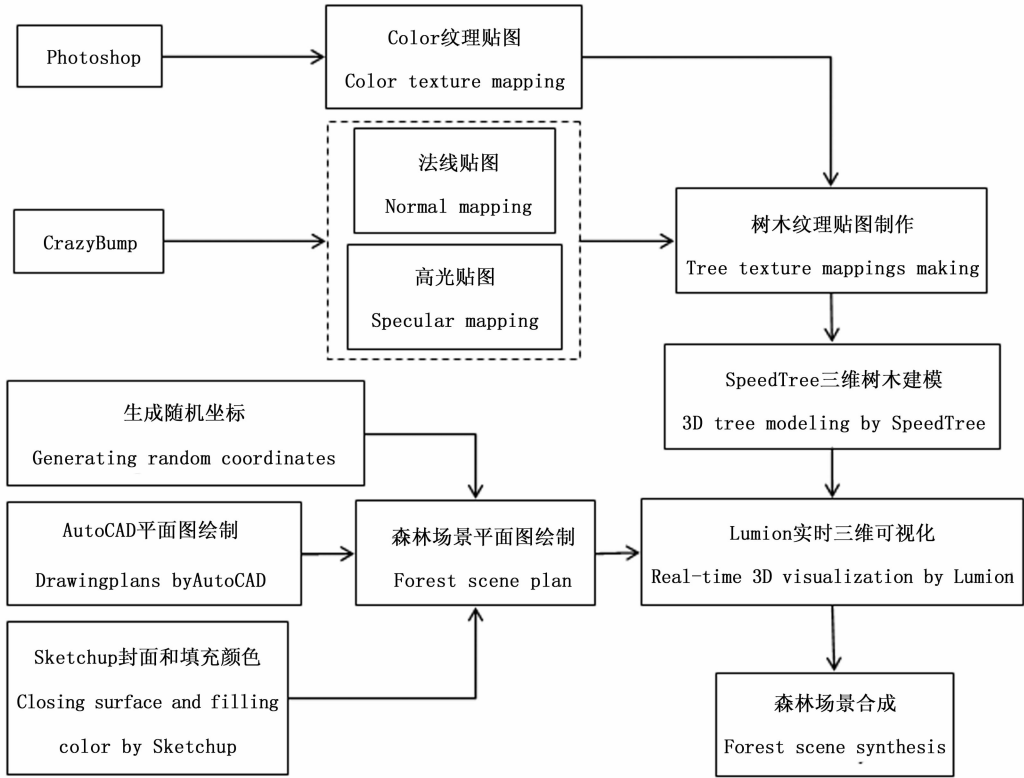 Photoshop
Color纹理贴图
Color texture mapping
法线贴图
Normal mapping
CrazyBump
高光贴图
Specular mapping
树木纹理贴图制作
Tree texture mappings making
SpeedTree三维树木建模
3D tree modeling by SpeedTree
生成随机坐标
Generating random coordinates
AutoCAD平面图绘制
Drawingplans byAutoCAD
森林场景平面图绘制
Forest scene plan
Lumion实时三维可视化
Real-time 3D visualization by Lumion
Sketchup封面和填充颜色
Closing surface and filling
color by Sketchup
森林场景合成
Forest scene synthesis